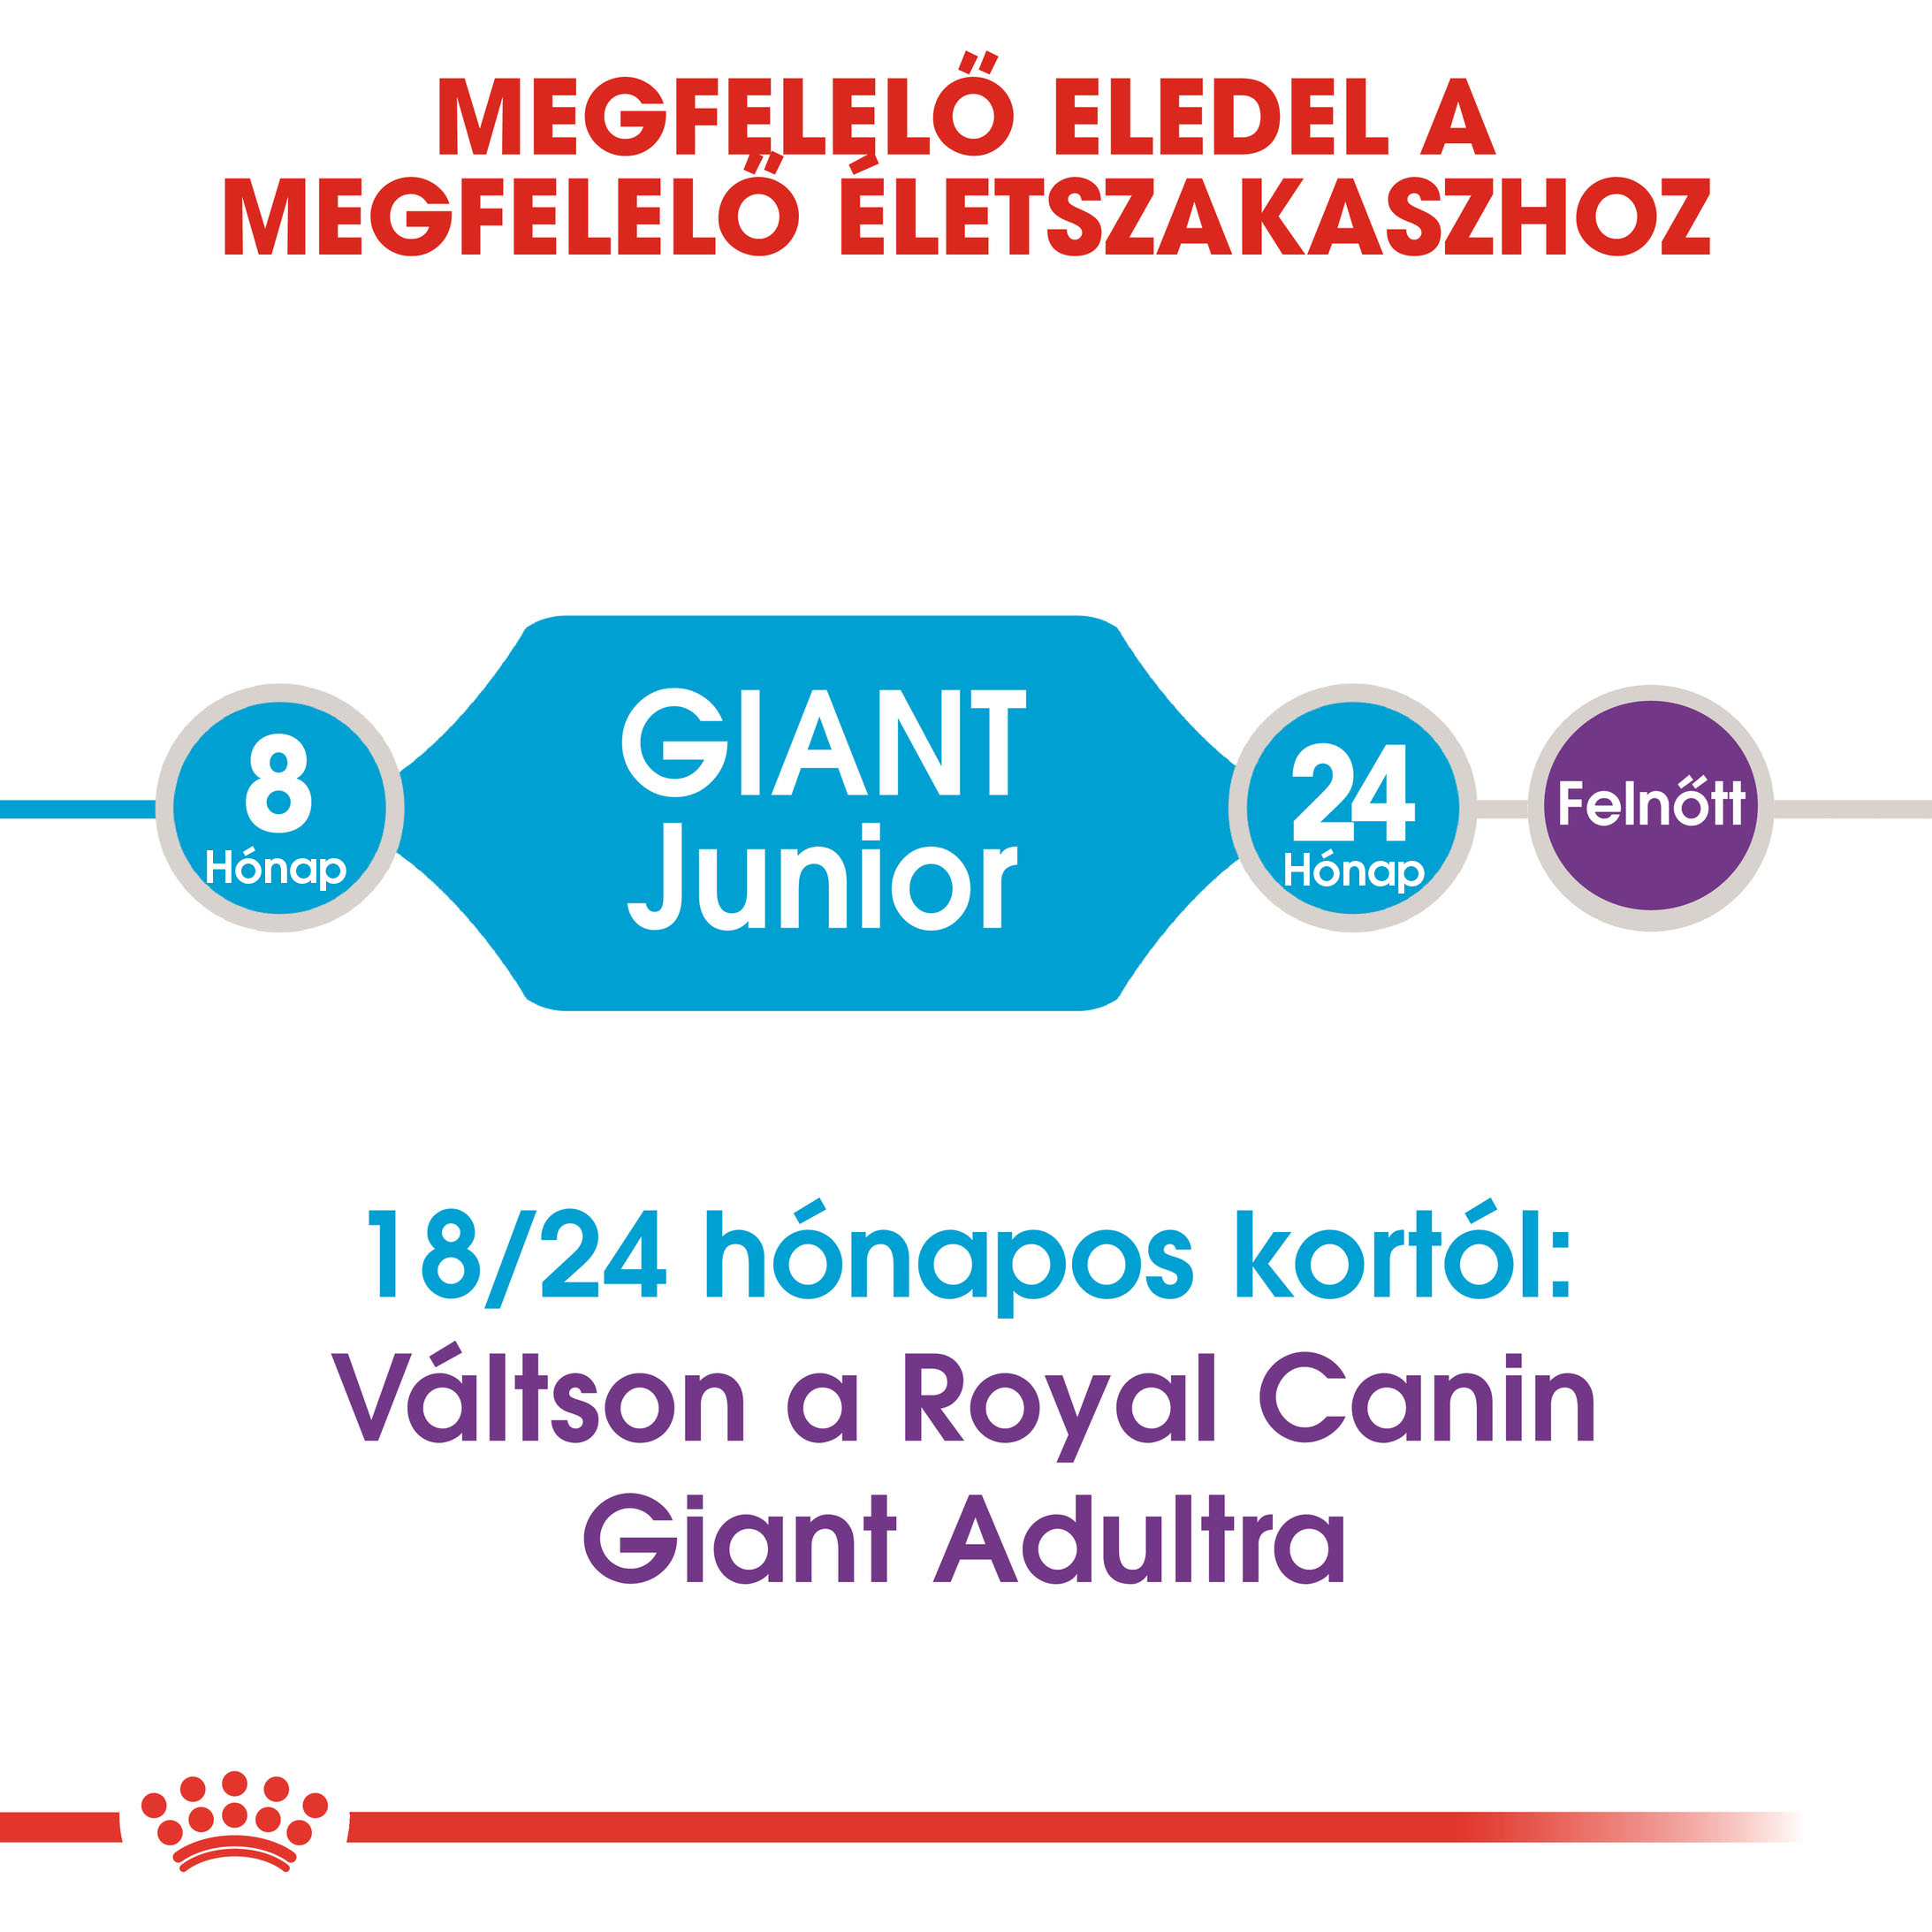 MEGFELELŐ ELEDEL A
MEGFELELŐ ÉLETSZAKASZHOZ
8
Hónap
GIANT
Junior
24
Hónap
Felnőtt
18/24 hónapos kortól:
Váltson a Royal Canin
Giant Adultra